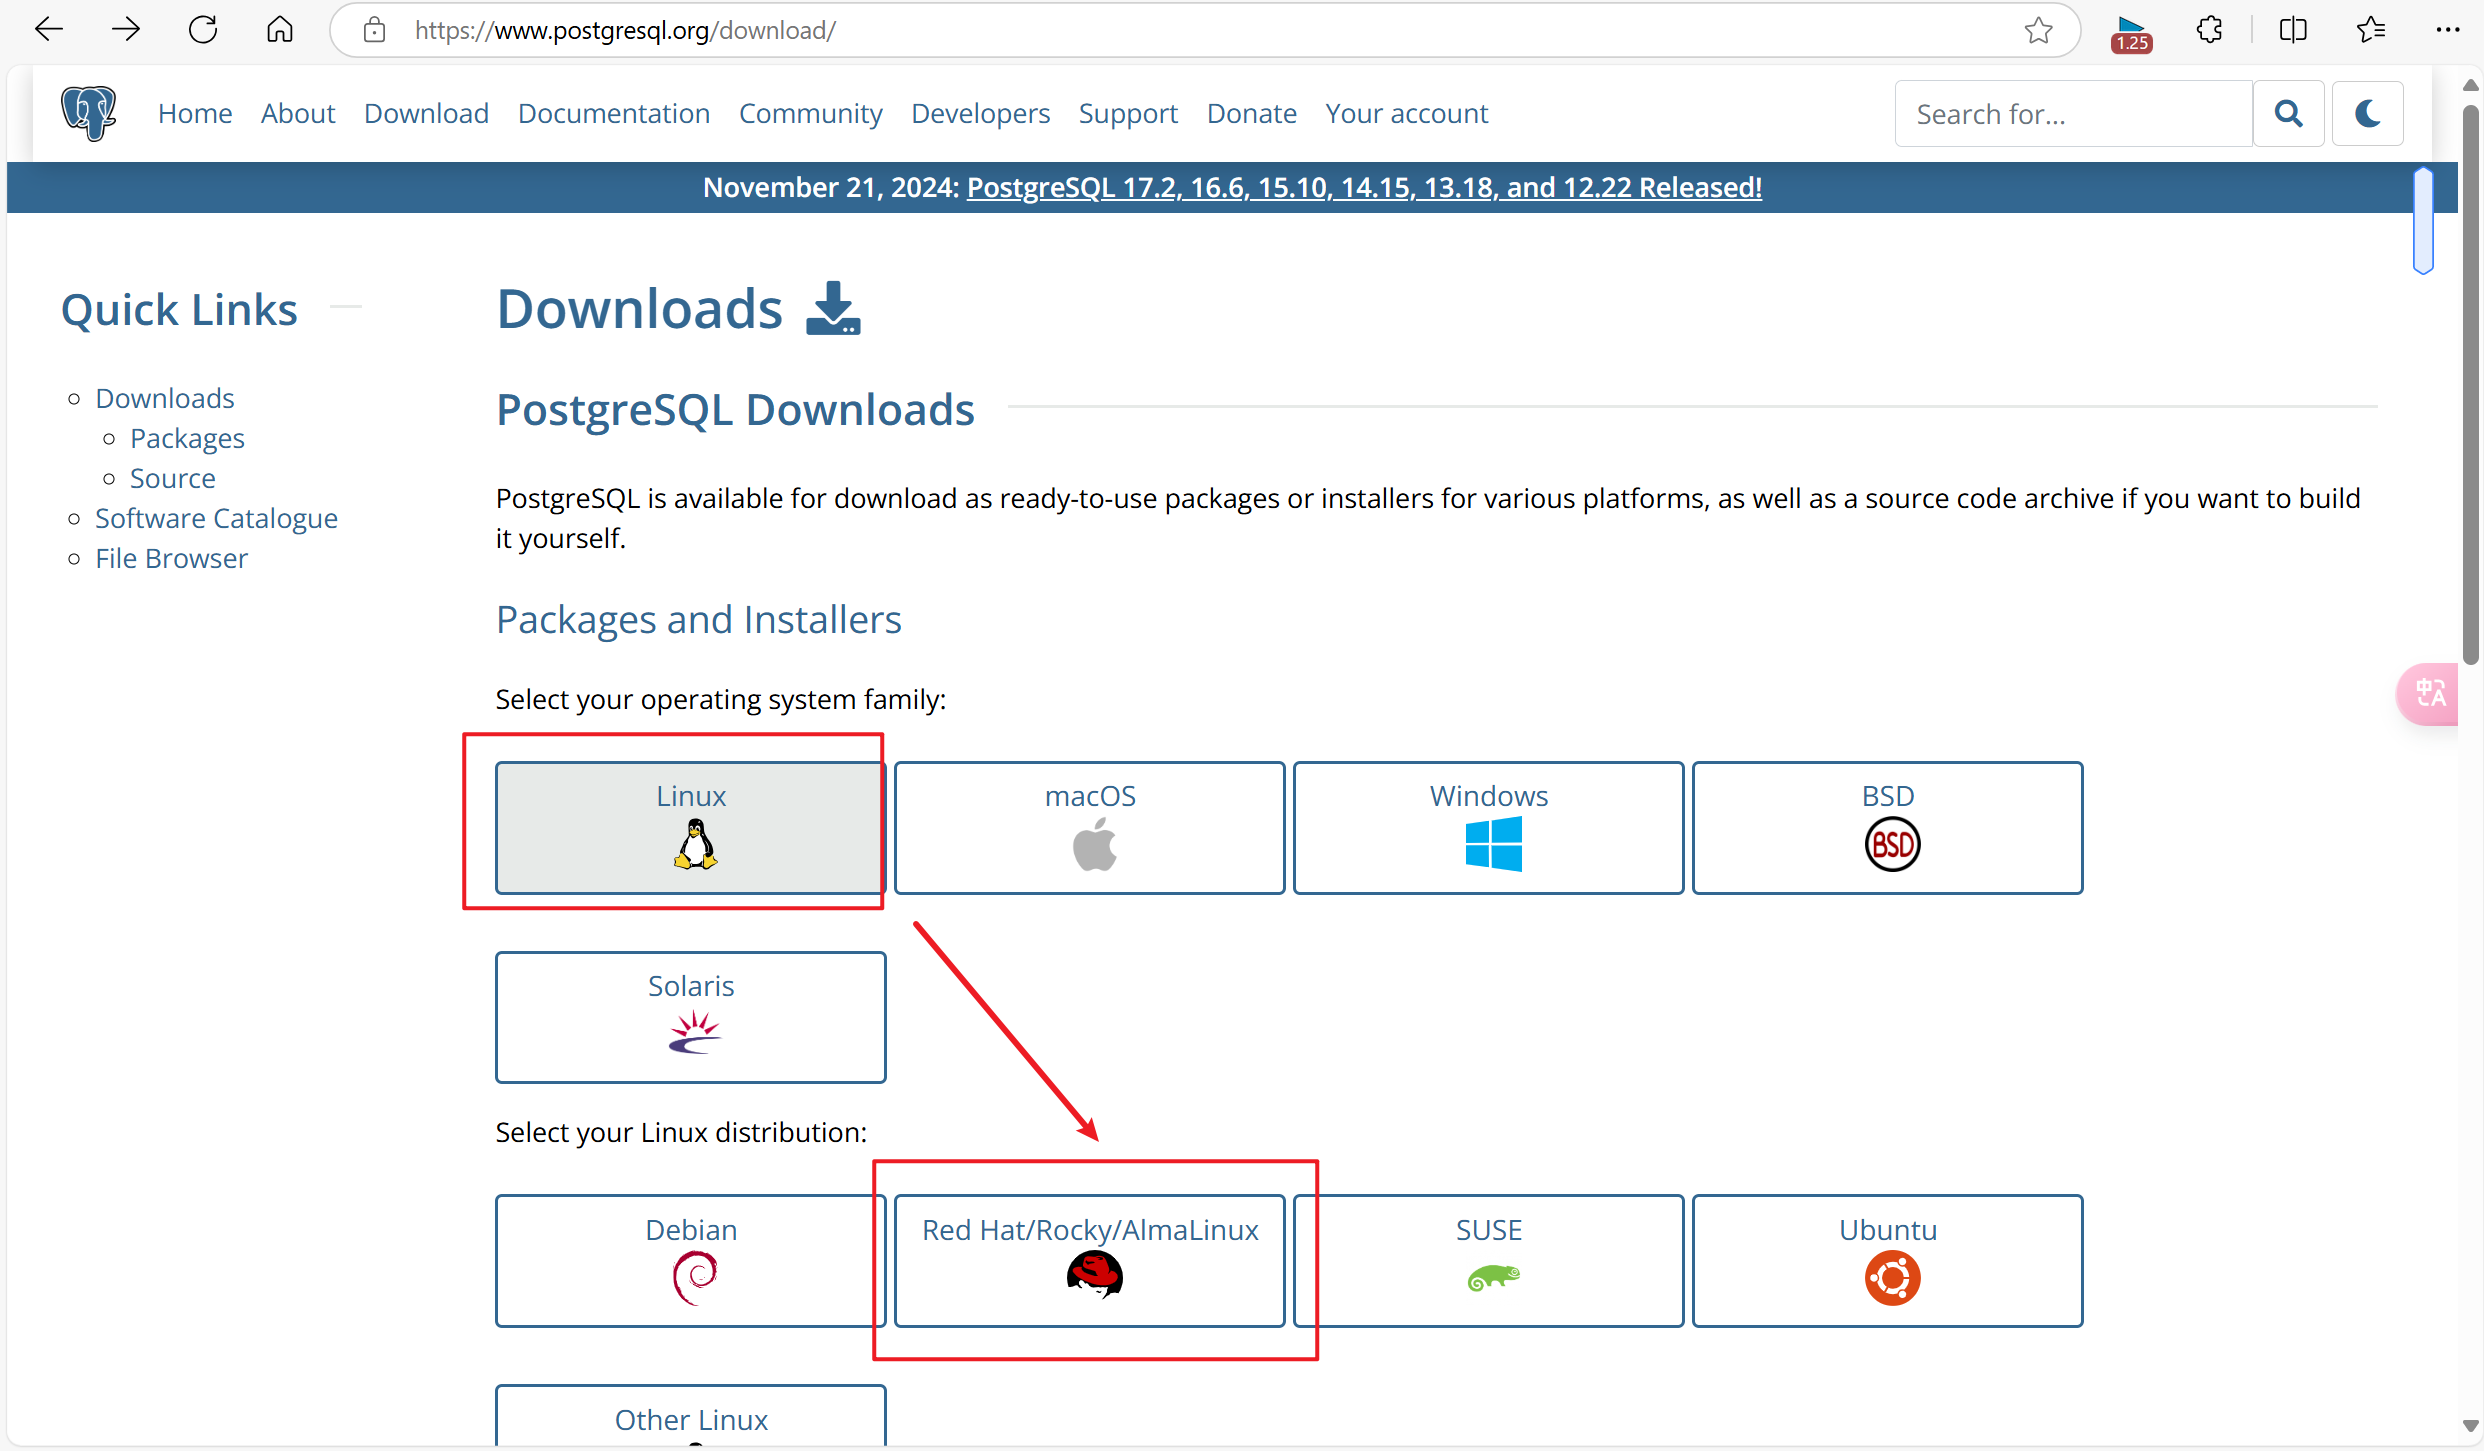 https://www.postgresql.org/download/
1.25
Home About Download Documentation Community Developers Support Donate Your account
Search for...
November 21, 2024: PostgreSQL 17.2, 16.6, 15.10, 14.15, 13.18, and 12.22 Released!
Quick Links
Downloads
Packages
Source
Software Catalogue
File Browser
Downloads
PostgreSQL Downloads
PostgreSQL is available for download as ready-to-use packages or installers for various platforms, as well as a source code archive if you want to build
it yourself.
Packages and Installers
Select your operating system family:
Linux
macOS
Windows
BSD
BSD
Solaris
Select your Linux distribution:
Debian
Red Hat/Rocky/AlmaLinux
SUSE
Ubuntu
Other Linux
中A